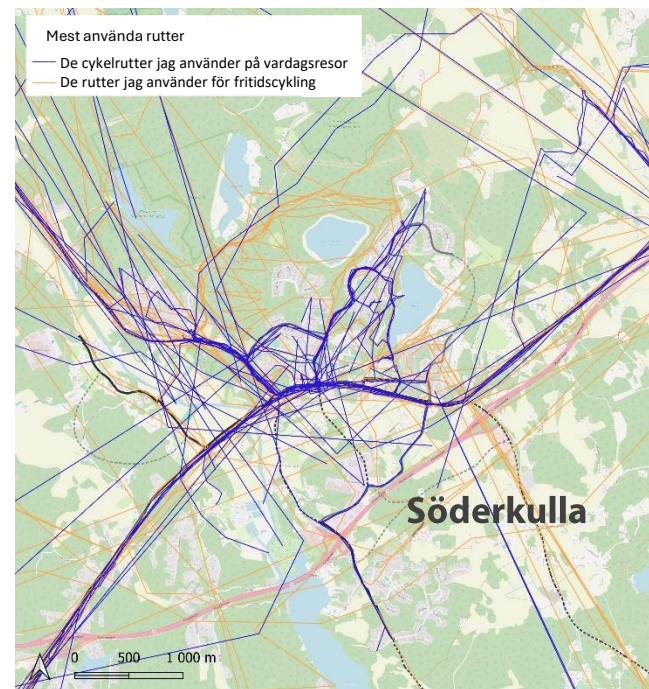 Mest använda rutter
De cykelrutter jag använder på vardagsresor
De rutter jag använder för fritidscykling
Söderkulla
0 500 1 000 m